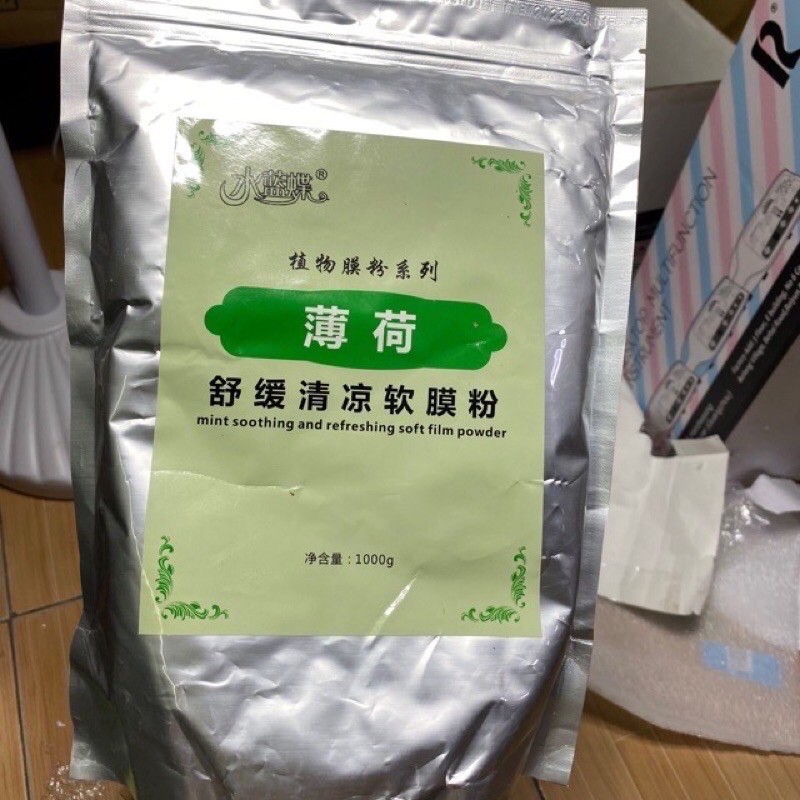 水蓝蝶®
植物膜粉系列
薄荷
舒缓清凉软膜粉
mint soothing and refreshing soft film powder
净含量：1000g
MULTIFUNCTION